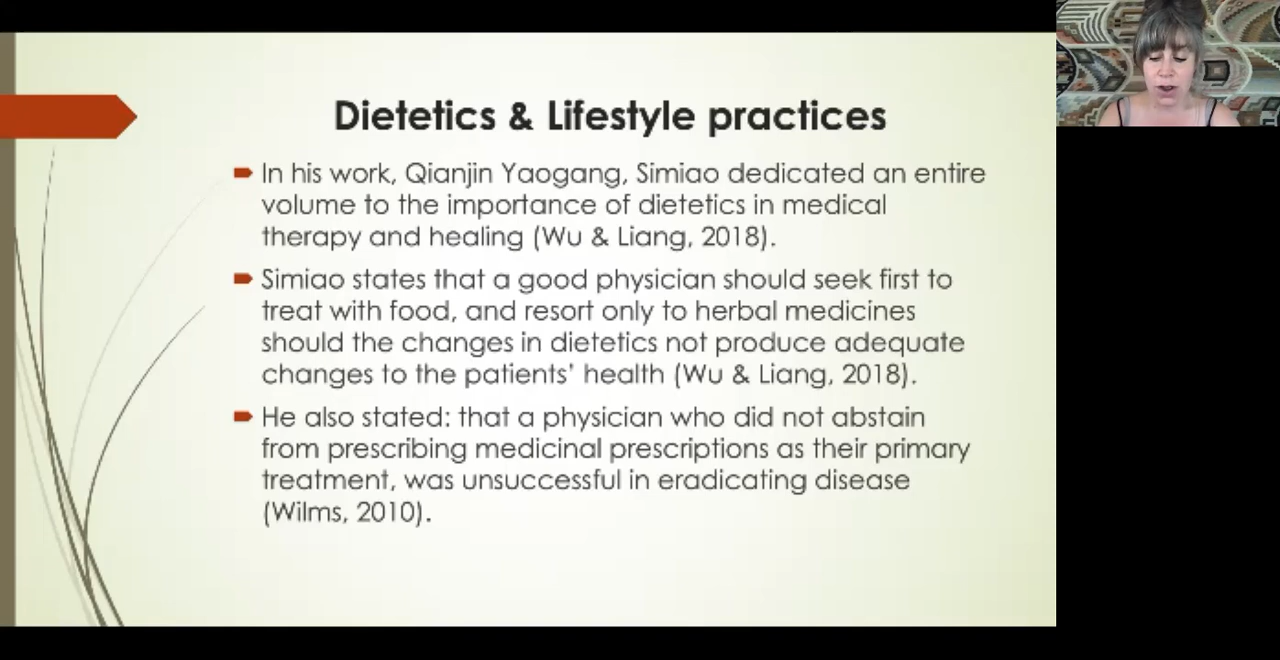 Dietetics & Lifestyle practices
In his work, Qianjin Yaogang, Simiao dedicated an entire
volume to the importance of dietetics in medical
therapy and healing (Wu & Liang, 2018).
Simiao states that a good physician should seek first to
treat with food, and resort only to herbal medicines
should the changes in dietetics not produce adequate
changes to the patients' health (Wu & Liang, 2018).
He also stated: that a physician who did not abstain
from prescribing medicinal prescriptions as their primary
treatment, was unsuccessful in eradicating disease
(Wilms, 2010).